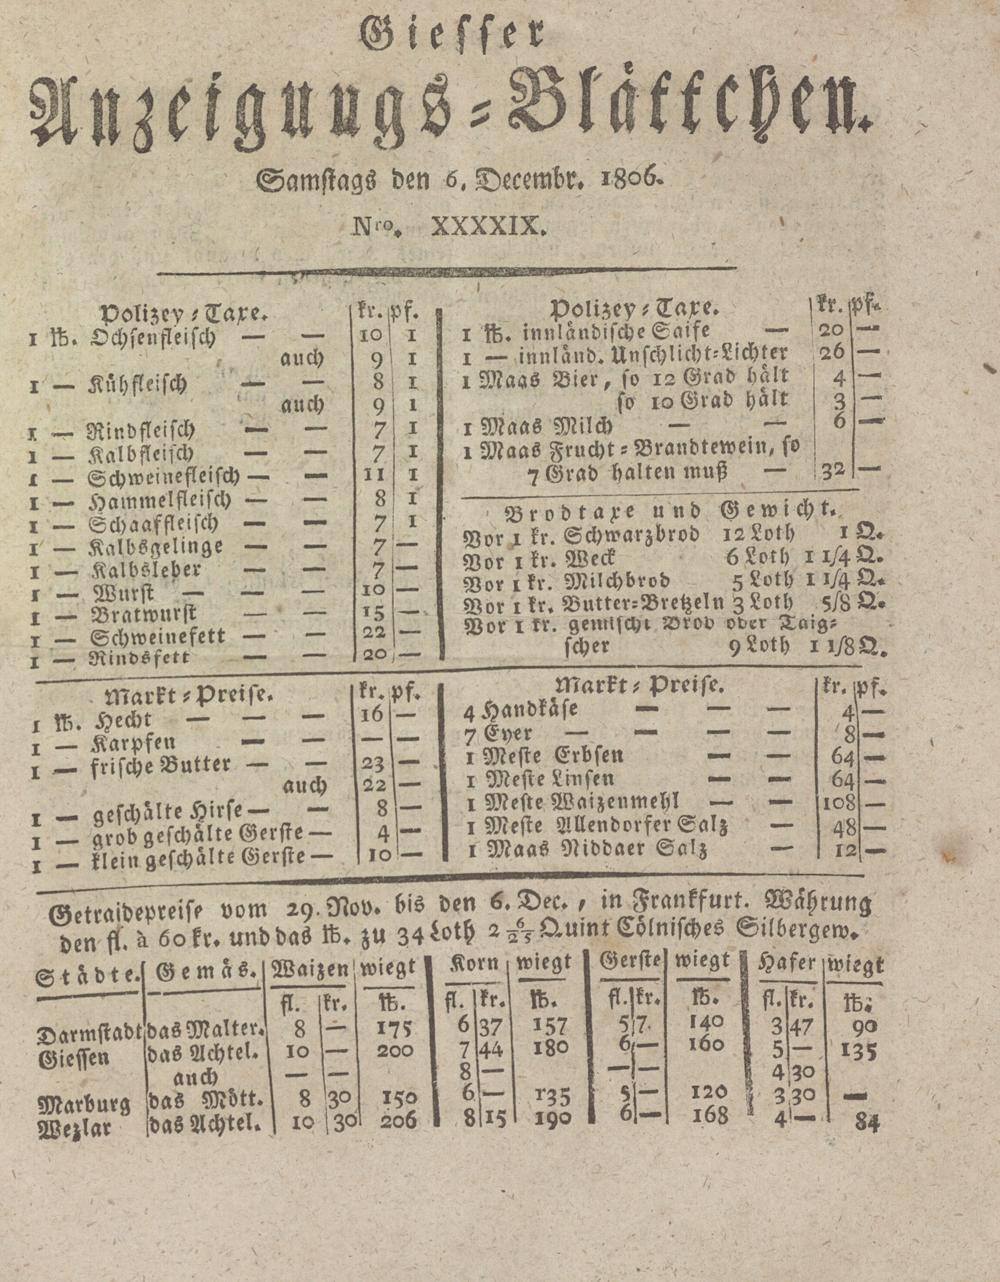 Giesser
Anzeigungs-Blättchen.
Samstags den 6. Decembr. 1806.
Nro. XXXXIX.
Polizey-Taxe. kr. pf.
1 ℔. Ochsenfleisch — — 10 1
auch 9 1
1 — Kühfleisch — — 8 1
auch 9 1
1 — Rindfleisch — — 7 1
1 — Kalbfleisch — — 7 1
1 — Schweinefleisch — — 11 1
1 — Hammelfleisch — — 8 1
1 — Schaaffleisch — — 7 1
1 — Kalbsgelinge — — 7 —
1 — Kalbsleber — — 7 —
1 — Wurst — — — 10 —
1 — Bratwurst — — 15 —
1 — Schweinefett — — 22 —
1 — Rindsfett — — 20 —
Polizey-Taxe. kr. pf.
1 ℔. innländische Saife — 20 —
1 — innländ. Unschlicht-Lichter 26 —
1 Maas Bier, so 12 Grad hält 4 —
so 10 Grad hält 3 —
1 Maas Milch — — 6 —
1 Maas Frucht-Brandtewein, so
7 Grad halten muß — 32 —
Brodtaxe und Gewicht.
Vor 1 kr. Schwarzbrod 12 Loth 1 Q.
Vor 1 kr. Weck 6 Loth 1 1/4 Q.
Vor 1 kr. Milchbrod 5 Loth 1 1/4 Q.
Vor 1 kr. Butter-Bretzeln 3 Loth 5/8 Q.
Vor 1 kr. gemischt Brod oder Taig-
scher 9 Loth 1 1/8 Q.
Markt-Preise. kr. pf.
1 ℔. Hecht — — — 16 —
1 — Karpfen — — — —
1 — frische Butter — — 23 —
auch 22 —
1 — geschälte Hirse — — 8 —
1 — grob geschälte Gerste — 4 —
1 — klein geschälte Gerste — 10 —
Markt-Preise. kr. pf.
4 Handkäse — — — 4 —
7 Eyer — — — — 8 —
1 Meste Erbsen — — 64 —
1 Meste Linsen — — 64 —
1 Meste Waizenmehl — — 108 —
1 Meste Allendorfer Salz — 48 —
1 Maas Niddaer Salz — 12 —
Getraidepreise vom 29. Nov. bis den 6. Dec., in Frankfurt. Währung
den fl. à 60 kr. und das ℔. zu 34 Loth 2 6/25 Quint Cölnisches Silbergew.
Städte. Gemäs. Waizen wiegt Korn wiegt Gerste wiegt Hafer wiegt
fl. kr. ℔. fl. kr. ℔. fl. kr. ℔. fl. kr. ℔.
Darmstadt das Malter. 8 — 175 6 37 157 5 7 140 3 47 90
Giessen das Achtel. 10 — 200 7 44 180 6 — 160 5 — 135
auch — — 8 — — — 4 30
Marburg das Mött. 8 30 150 6 — 135 5 — 120 3 30 —
Wezlar das Achtel. 10 30 206 8 15 190 6 — 168 4 — 84